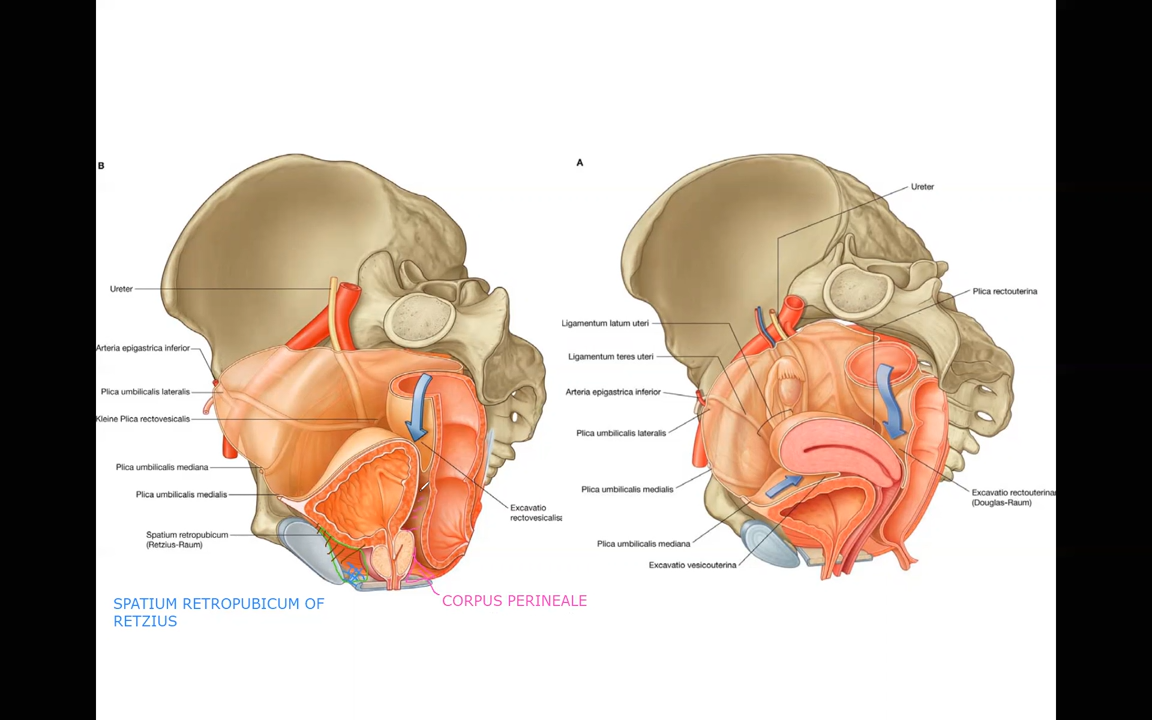 B
Ureter
Arteria epigastrica inferior
Plica umbilicalis lateralis
Kleine Plica rectovesicalis
Plica umbilicalis mediana
Plica umbilicalis medialis
Spatium retropubicum
(Retzius-Raum)
Excavatio
rectovesicalis
SPATIUM RETROPUBICUM OF
RETZIUS
CORPUS PERINEALE
A
Ureter
Plica rectouterina
Ligamentum latum uteri
Ligamentum teres uteri
Arteria epigastrica inferior
Plica umbilicalis lateralis
Plica umbilicalis medialis
Plica umbilicalis mediana
Excavatio vesicouterina
Excavatio rectouterina
(Douglas-Raum)